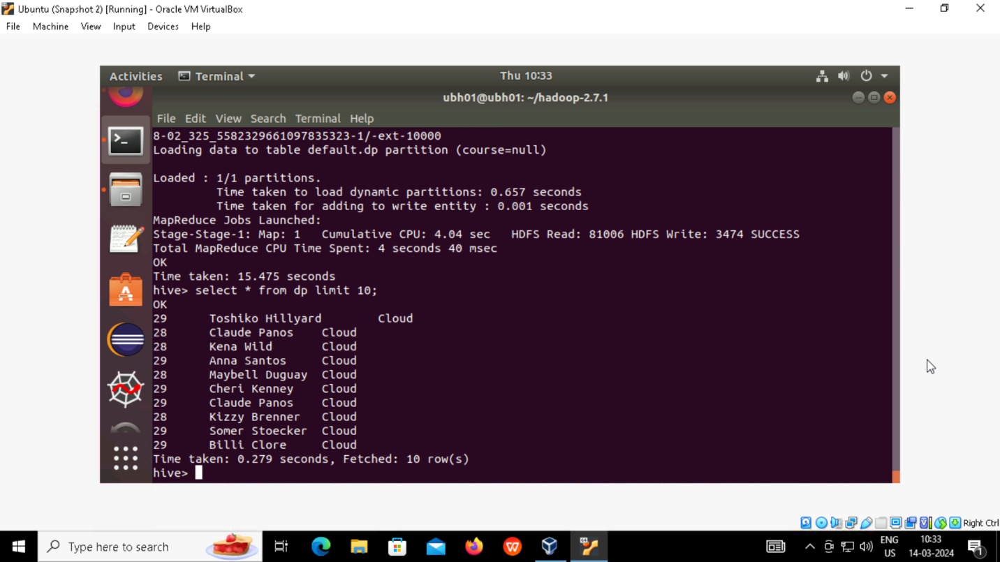 Ubuntu (Snapshot 2) [Running] - Oracle VM VirtualBox
File Machine View Input Devices Help
Activities Terminal Thu 10:33
ubh01@ubh01: ~/hadoop-2.7.1
File Edit View Search Terminal Help
8-02_325_5582329661097835323-1/-ext-10000
Loading data to table default.dp partition (course=null)
Loaded : 1/1 partitions.
Time taken to load dynamic partitions: 0.657 seconds
Time taken for adding to write entity : 0.001 seconds
MapReduce Jobs Launched:
Stage-Stage-1: Map: 1 Cumulative CPU: 4.04 sec HDFS Read: 81006 HDFS Write: 3474 SUCCESS
Total MapReduce CPU Time Spent: 4 seconds 40 msec
OK
Time taken: 15.475 seconds
hive> select * from dp limit 10;
OK
29 Toshiko Hillyard Cloud
28 Claude Panos Cloud
28 Kena Wild Cloud
29 Anna Santos Cloud
28 Maybell Duguay Cloud
29 Cheri Kenney Cloud
29 Claude Panos Cloud
28 Kizzy Brenner Cloud
29 Somer Stoecker Cloud
29 Billi Clore Cloud
Time taken: 0.279 seconds, Fetched: 10 row(s)
hive>
Right Ctrl
Type here to search
ENG
US
10:33
14-03-2024
1